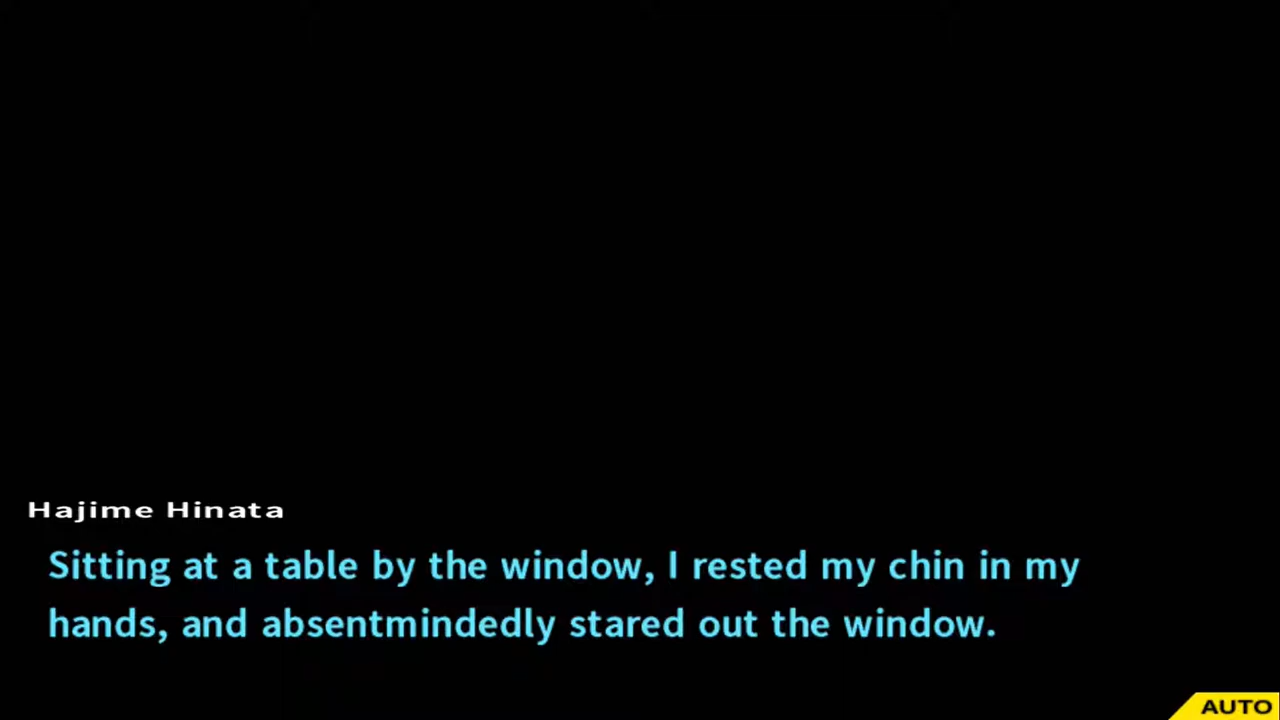 Hajime Hinata
Sitting at a table by the window, I rested my chin in my
hands, and absentmindedly stared out the window.
AUTO